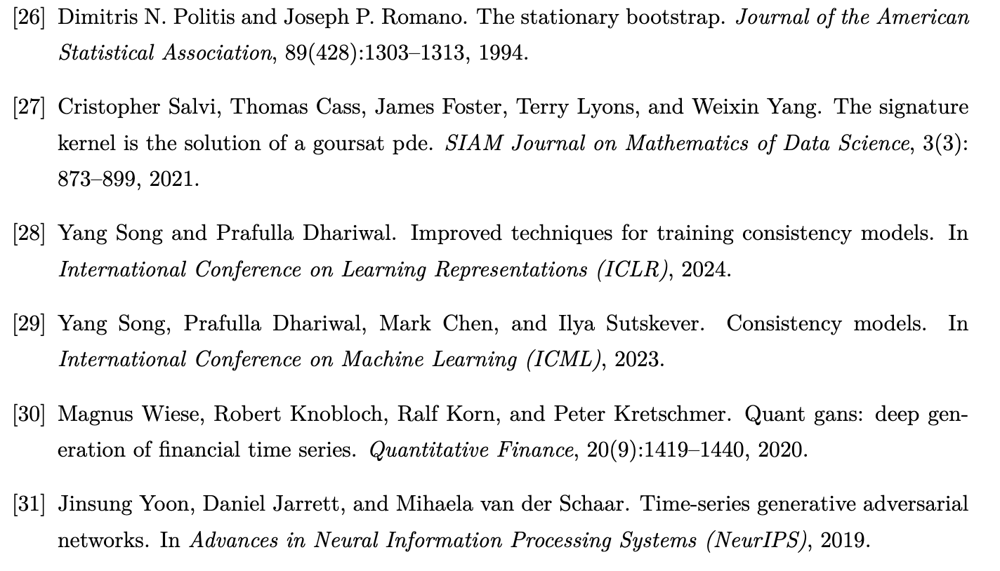 [26] Dimitris N. Politis and Joseph P. Romano. The stationary bootstrap. Journal of the American
Statistical Association, 89(428):1303–1313, 1994.
[27] Cristopher Salvi, Thomas Cass, James Foster, Terry Lyons, and Weixin Yang. The signature
kernel is the solution of a goursat pde. SIAM Journal on Mathematics of Data Science, 3(3):
873–899, 2021.
[28] Yang Song and Prafulla Dhariwal. Improved techniques for training consistency models. In
International Conference on Learning Representations (ICLR), 2024.
[29] Yang Song, Prafulla Dhariwal, Mark Chen, and Ilya Sutskever. Consistency models. In
International Conference on Machine Learning (ICML), 2023.
[30] Magnus Wiese, Robert Knobloch, Ralf Korn, and Peter Kretschmer. Quant gans: deep gen-
eration of financial time series. Quantitative Finance, 20(9):1419–1440, 2020.
[31] Jinsung Yoon, Daniel Jarrett, and Mihaela van der Schaar. Time-series generative adversarial
networks. In Advances in Neural Information Processing Systems (NeurIPS), 2019.